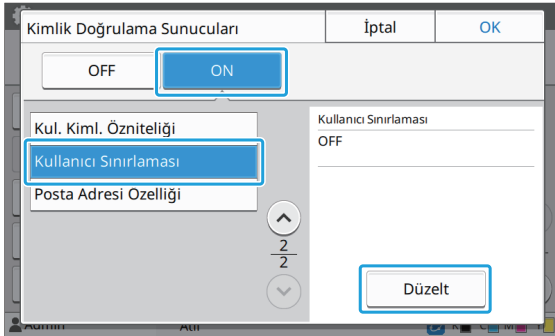 Kimlik Doğrulama Sunucuları
İptal
OK
OFF
ON
Kul. Kiml. Özniteliği
Kullanıcı Sınırlaması
Posta Adresi Ozelliği
2
2
Kullanıcı Sınırlaması
OFF
Düzelt
Admin